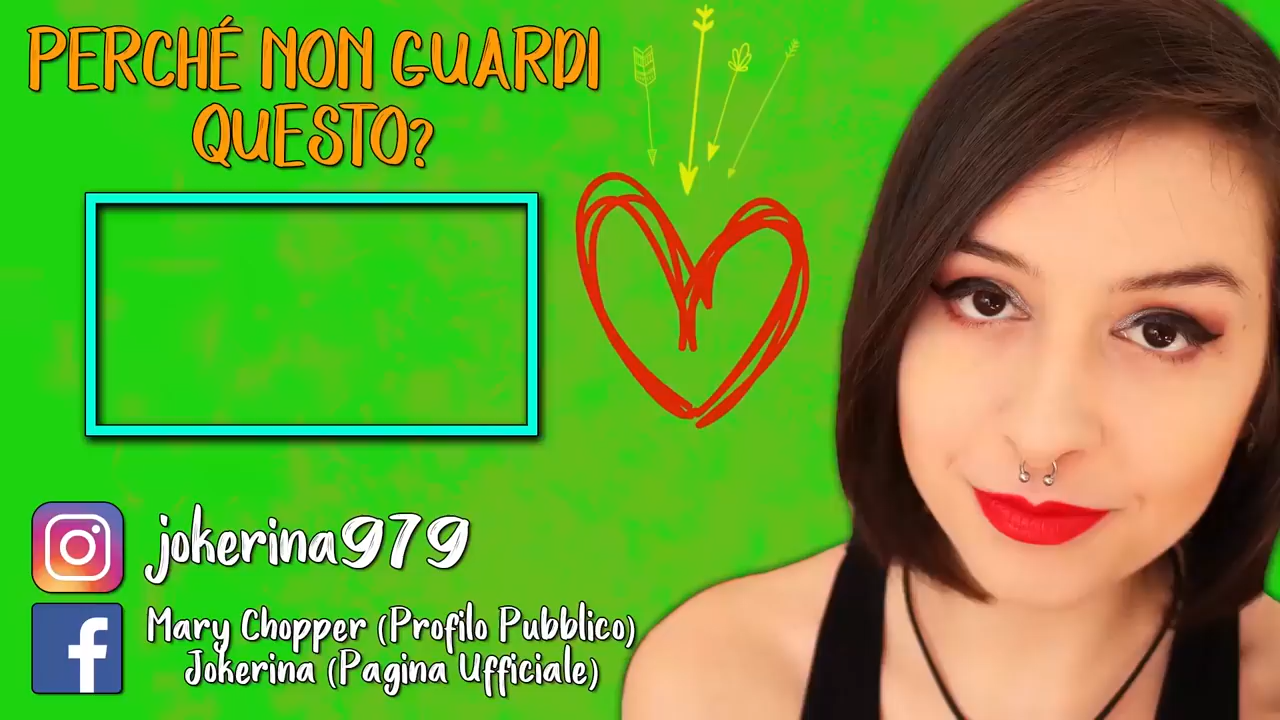 PERCHÉ NON GUARDI
QUESTO?
jokerina979
Mary Chopper (Profilo Pubblico)
Jokerina (Pagina Ufficiale)